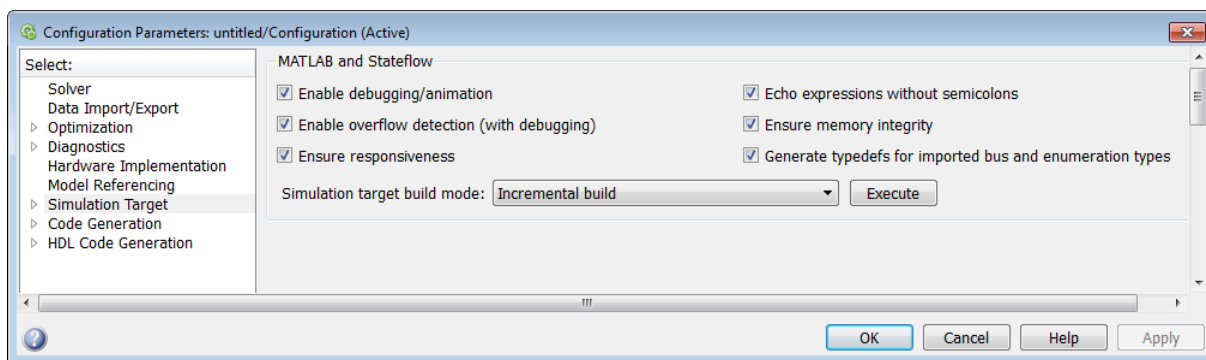 Configuration Parameters: untitled/Configuration (Active)
Select:
Solver
Data Import/Export
Optimization
Diagnostics
Hardware Implementation
Model Referencing
Simulation Target
Code Generation
HDL Code Generation
MATLAB and Stateflow
Enable debugging/animation
Echo expressions without semicolons
Enable overflow detection (with debugging)
Ensure memory integrity
Ensure responsiveness
Generate typedefs for imported bus and enumeration types
Simulation target build mode: Incremental build Execute
OK Cancel Help Apply